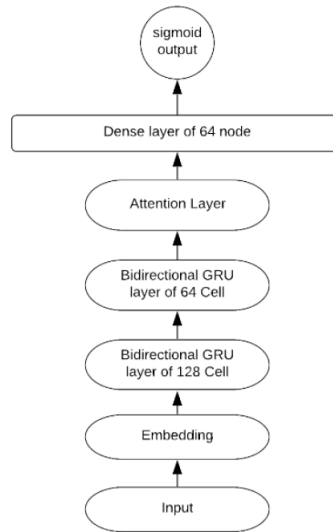 sigmoid
output
Dense layer of 64 node
Attention Layer
Bidirectional GRU
layer of 64 Cell
Bidirectional GRU
layer of 128 Cell
Embedding
Input